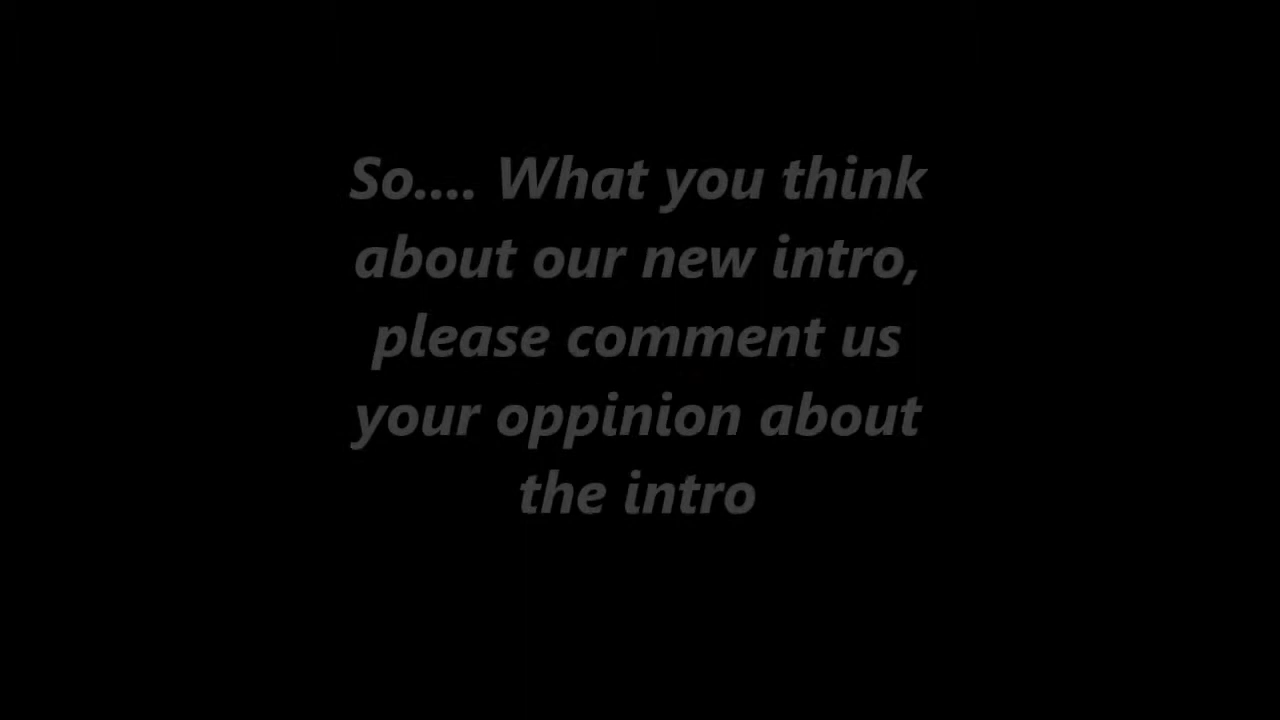 So.... What you think
about our new intro,
please comment us
your oppinion about
the intro